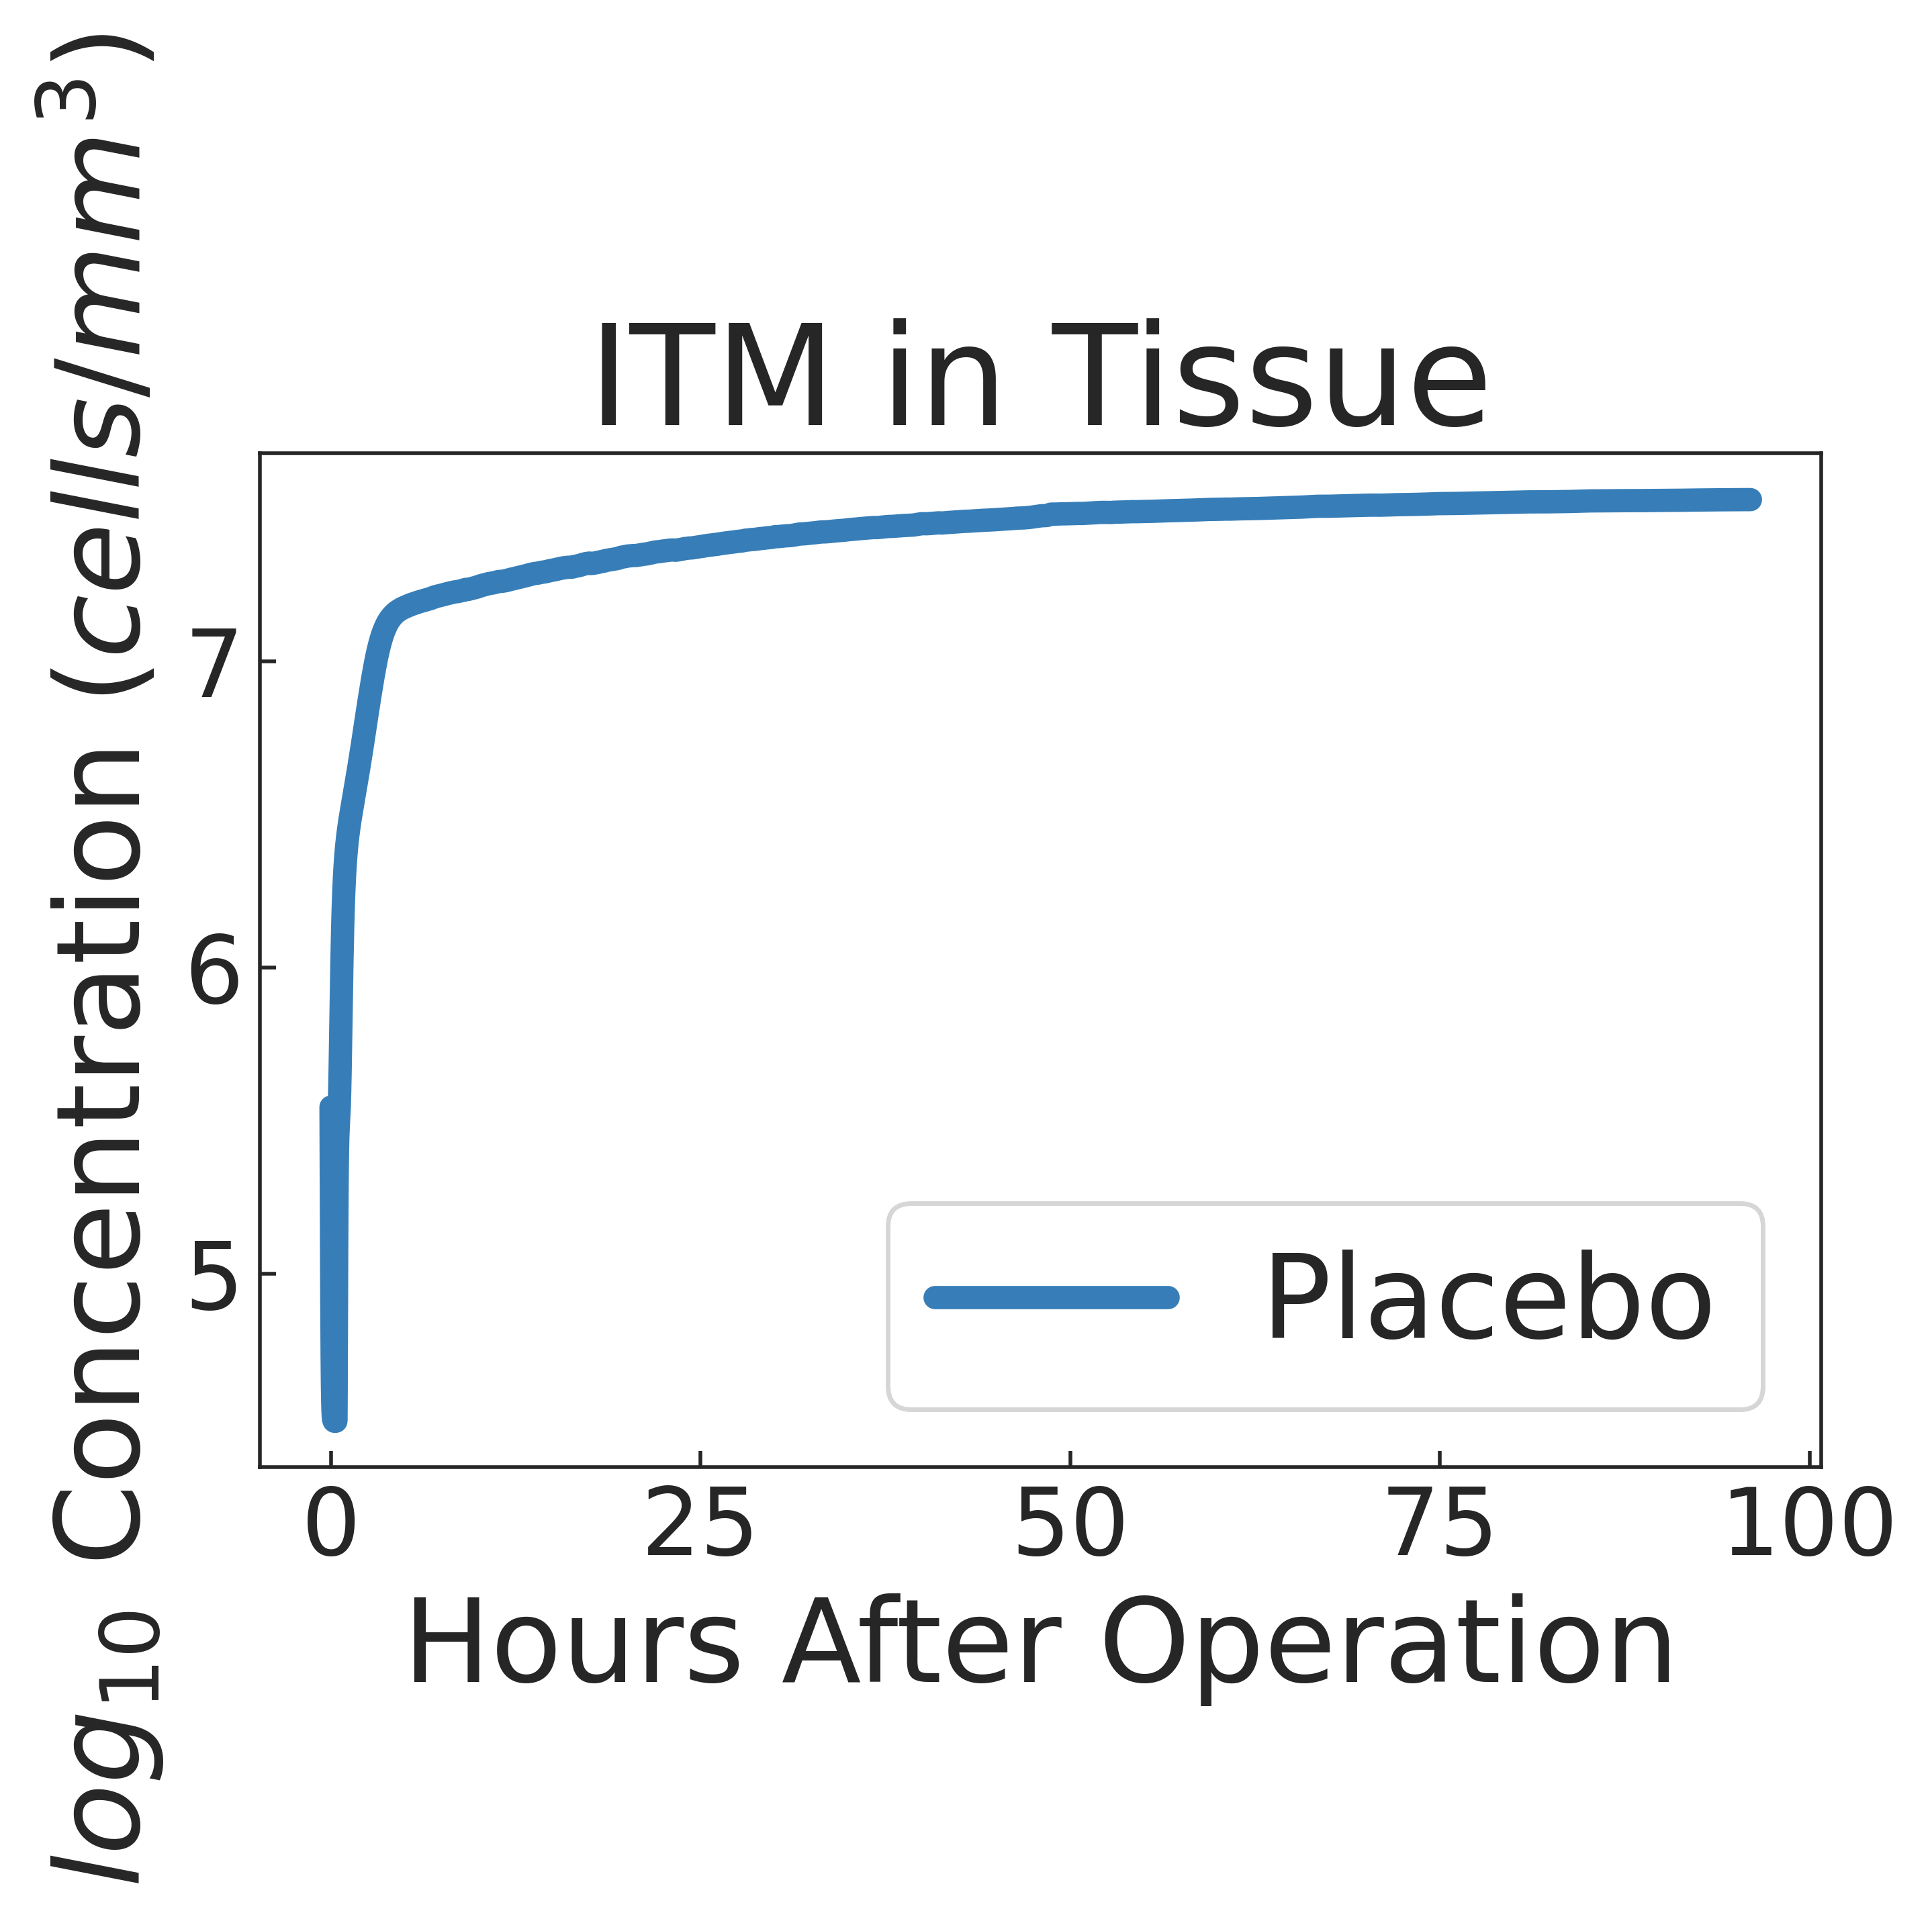 ITM in Tissue
log10 Concentration (cells/mm³)
7
6
5
Placebo
0 25 50 75 100
Hours After Operation